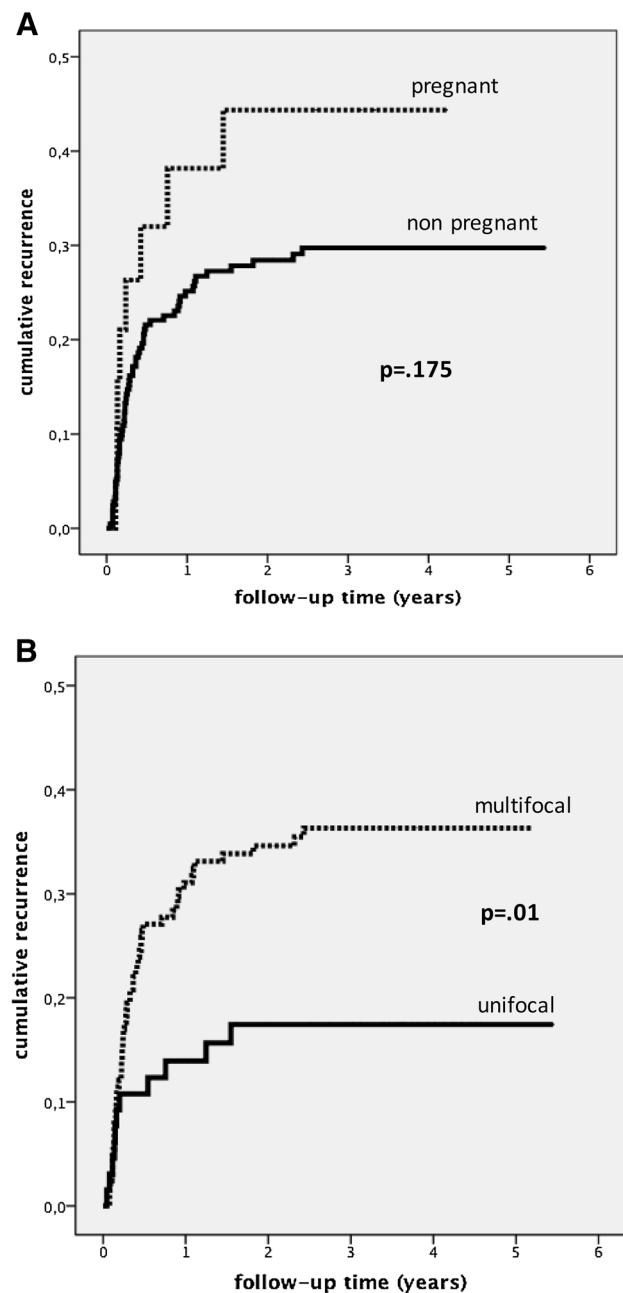 A
0,5
0,4
0,3
0,2
0,1
0,0
cumulative recurrence
pregnant
non pregnant
p=.175
0 1 2 3 4 5 6
follow-up time (years)
B
0,5
0,4
0,3
0,2
0,1
0,0
cumulative recurrence
multifocal
p=.01
unifocal
0 1 2 3 4 5 6
follow-up time (years)